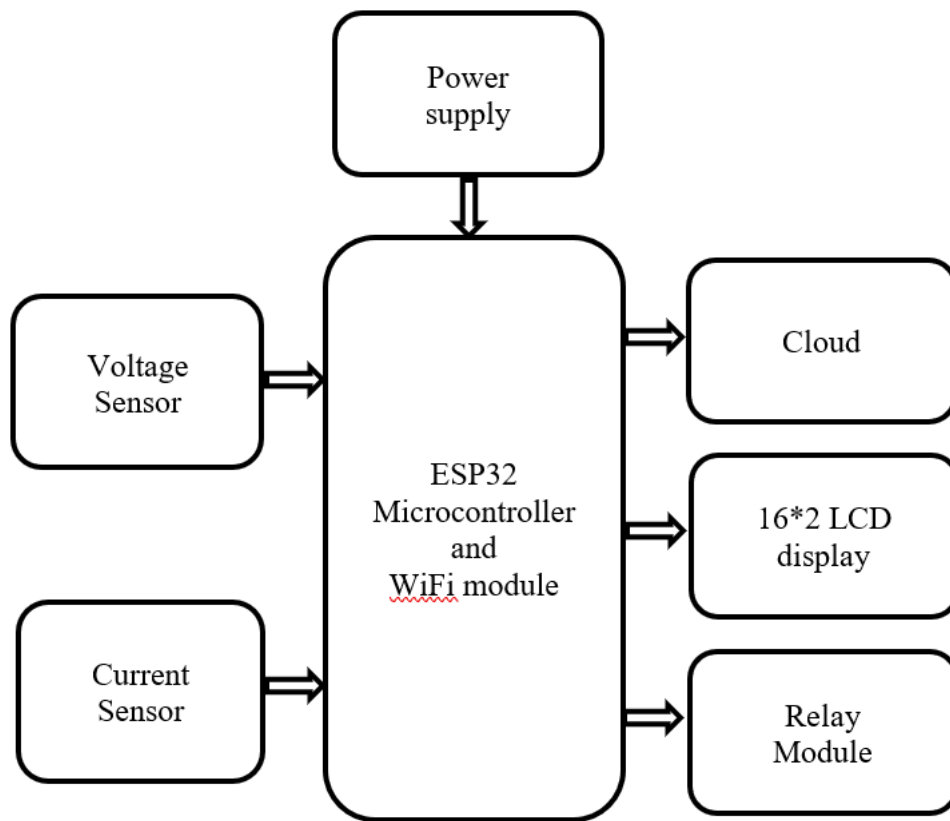 Power
supply
Voltage
Sensor
Current
Sensor
ESP32
Microcontroller
and
WiFi module
Cloud
16*2 LCD
display
Relay
Module